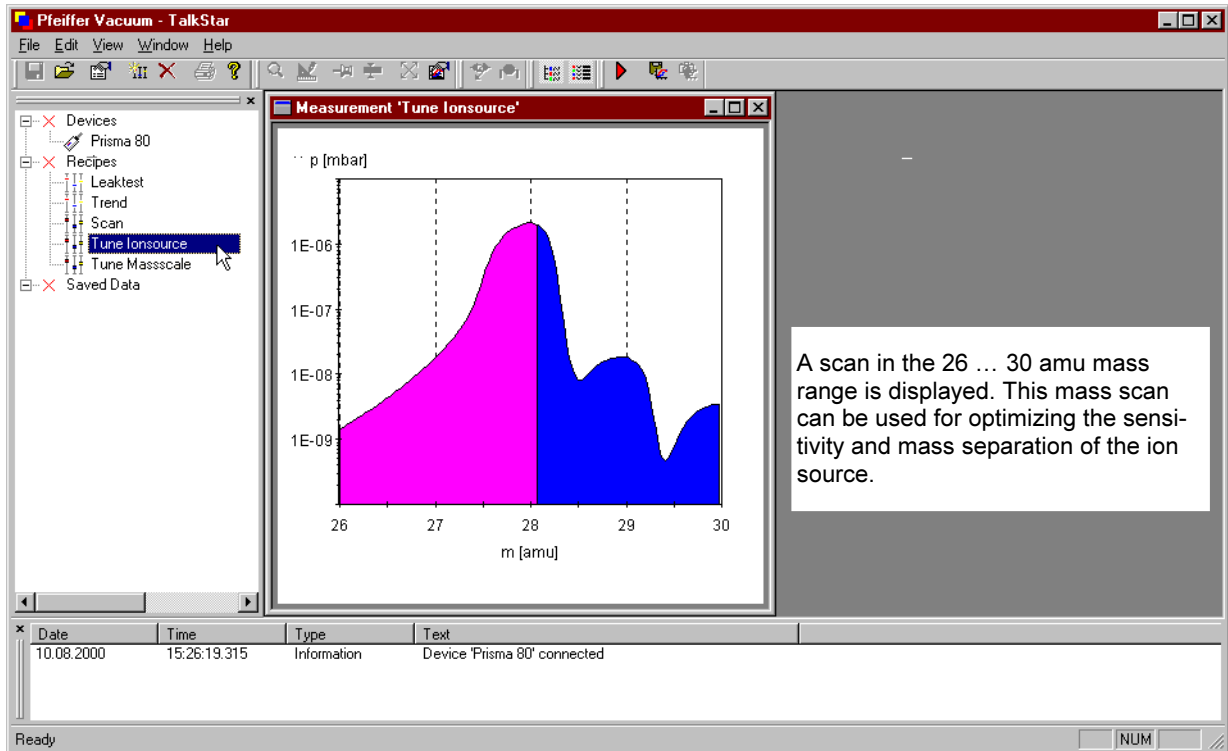 Pfeiffer Vacuum - TalkStar
File Edit View Window Help
Devices
Prisma 80
Recipes
Leaktest
Trend
Scan
Tune Ionsource
Tune Massscale
Saved Data
Measurement 'Tune Ionsource'
p [mbar]
1E-06
1E-07
1E-08
1E-09
26 27 28 29 30
m [amu]
A scan in the 26 … 30 amu mass
range is displayed. This mass scan
can be used for optimizing the sensi-
tivity and mass separation of the ion
source.
Date Time Type Text
10.08.2000 15:26:19.315 Information Device 'Prisma 80' connected
Ready NUM